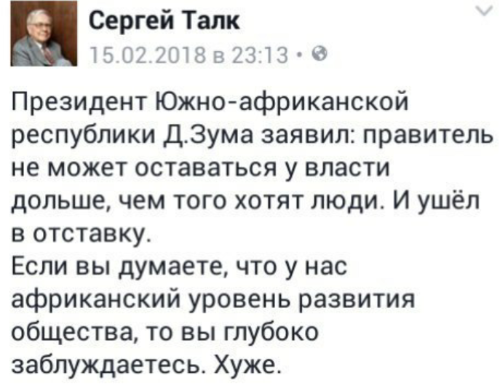 Сергей Талк
15.02.2018 в 23:13 •
Президент Южно-африканской
республики Д.Зума заявил: правитель
не может оставаться у власти
дольше, чем того хотят люди. И ушёл
в отставку.
Если вы думаете, что у нас
африканский уровень развития
общества, то вы глубоко
заблуждаетесь. Хуже.